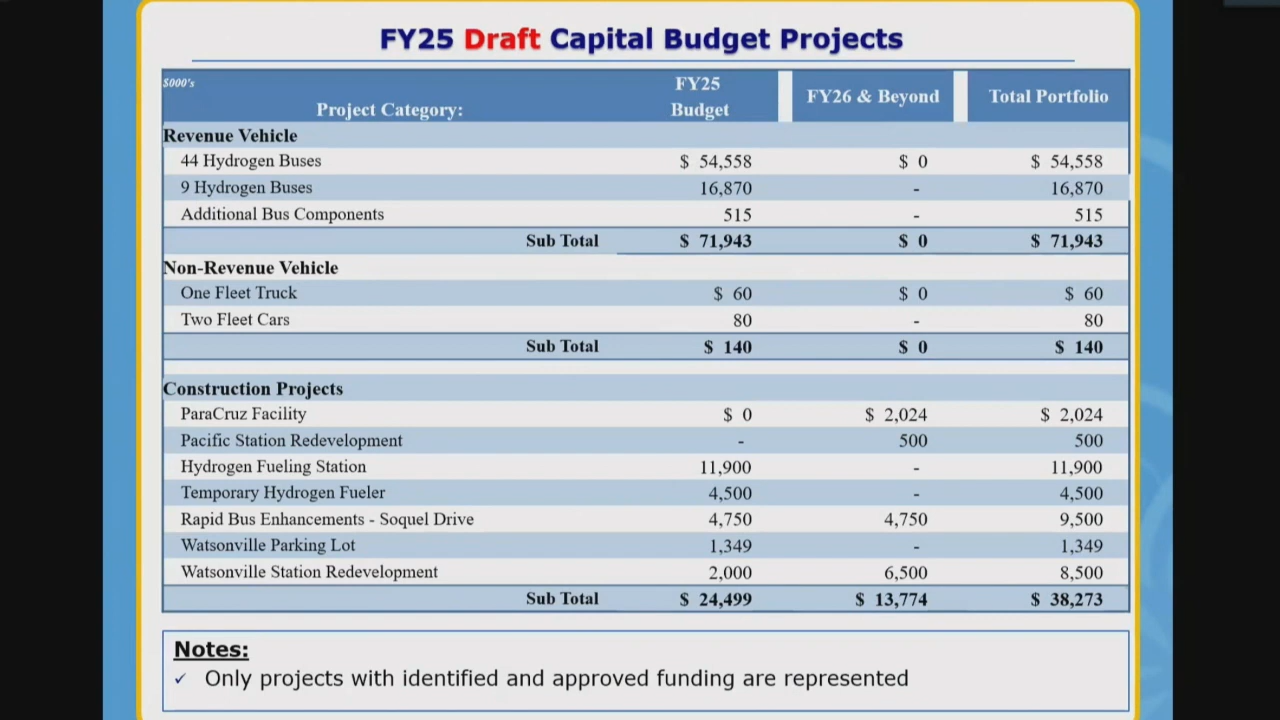 FY25 Draft Capital Budget Projects
$000's
Project Category: FY25 Budget FY26 & Beyond Total Portfolio
Revenue Vehicle
44 Hydrogen Buses $ 54,558 $ 0 $ 54,558
9 Hydrogen Buses 16,870 - 16,870
Additional Bus Components 515 - 515
Sub Total $ 71,943 $ 0 $ 71,943
Non-Revenue Vehicle
One Fleet Truck $ 60 $ 0 $ 60
Two Fleet Cars 80 - 80
Sub Total $ 140 $ 0 $ 140
Construction Projects
ParaCruz Facility $ 0 $ 2,024 $ 2,024
Pacific Station Redevelopment - 500 500
Hydrogen Fueling Station 11,900 - 11,900
Temporary Hydrogen Fueler 4,500 - 4,500
Rapid Bus Enhancements - Soquel Drive 4,750 4,750 9,500
Watsonville Parking Lot 1,349 - 1,349
Watsonville Station Redevelopment 2,000 6,500 8,500
Sub Total $ 24,499 $ 13,774 $ 38,273
Notes:
✓ Only projects with identified and approved funding are represented